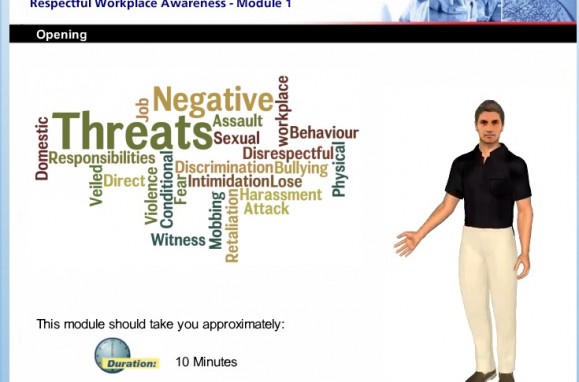 Respectful Workplace Awareness - Module 1
Opening
Job
Negative
workplace
Domestic
Threats
Assault
Sexual
Behaviour
Responsibilities
Disrespectful
Veiled
Direct
Violence
Conditional
Fear
Discrimination
Bullying
Physical
Intimidation
Lose
Harassment
Attack
Witness
Mobbing
Retaliation
This module should take you approximately:
Duration:
10 Minutes